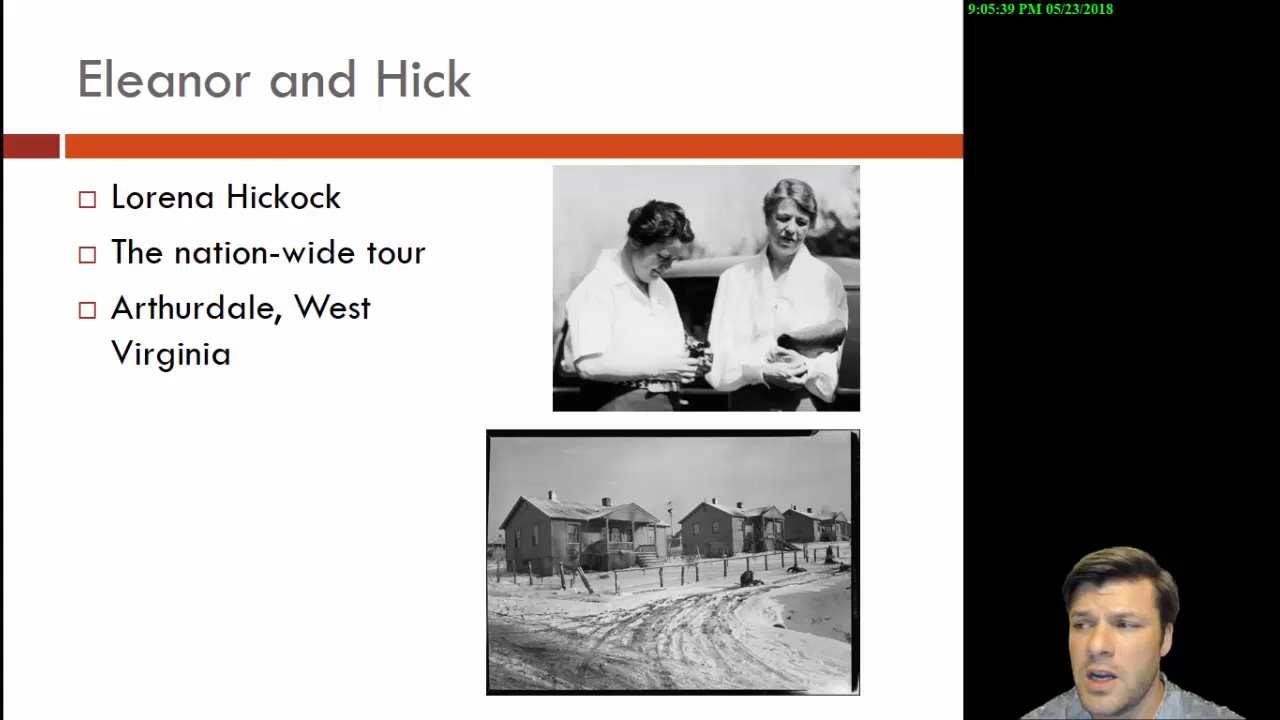 9:05:39 PM 05/23/2018
Eleanor and Hick
Lorena Hickock
The nation-wide tour
Arthurdale, West
Virginia